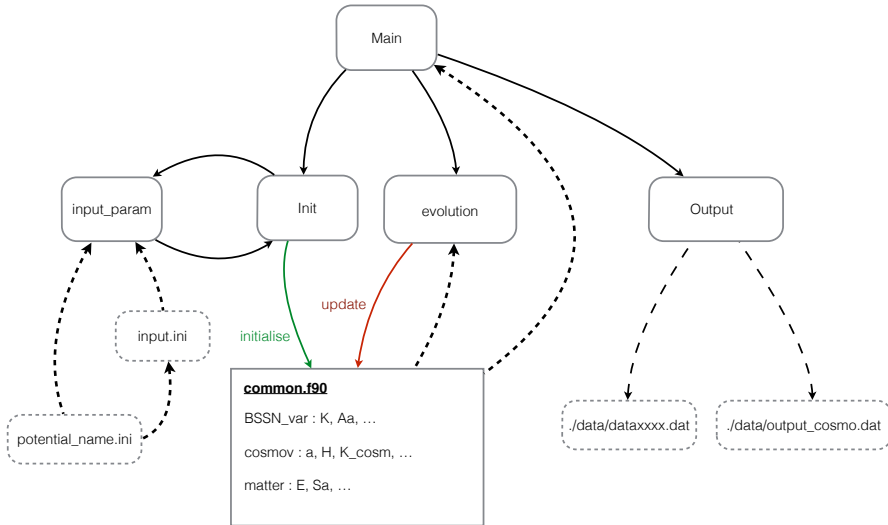 Main
input_param
Init
evolution
Output
update
initialise
input.ini
potential_name.ini
common.f90
BSSN_var : K, Aa, ...
cosmov : a, H, K_cosm, ...
matter : E, Sa, ...
./data/dataxxxx.dat
./data/output_cosmo.dat